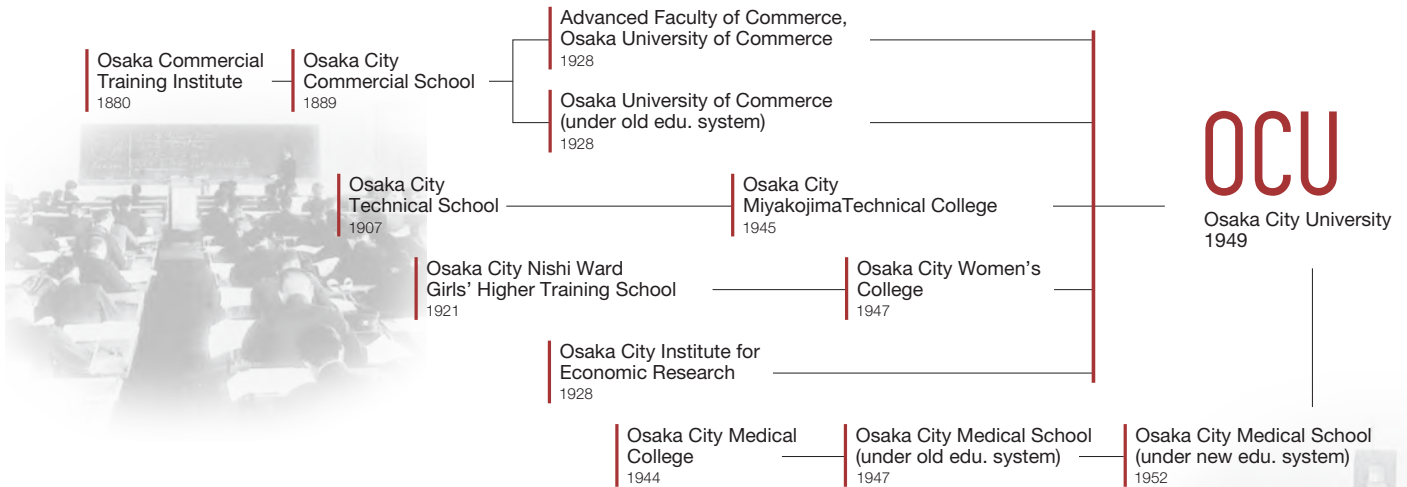 Osaka Commercial
Training Institute
1880
Osaka City
Commercial School
1889
Advanced Faculty of Commerce,
Osaka University of Commerce
1928
Osaka University of Commerce
(under old edu. system)
1928
Osaka City
Technical School
1907
Osaka City
MiyakojimaTechnical College
1945
Osaka City Nishi Ward
Girls’ Higher Training School
1921
Osaka City Women’s
College
1947
Osaka City Institute for
Economic Research
1928
OCU
Osaka City University
1949
Osaka City Medical
College
1944
Osaka City Medical School
(under old edu. system)
1947
Osaka City Medical School
(under new edu. system)
1952